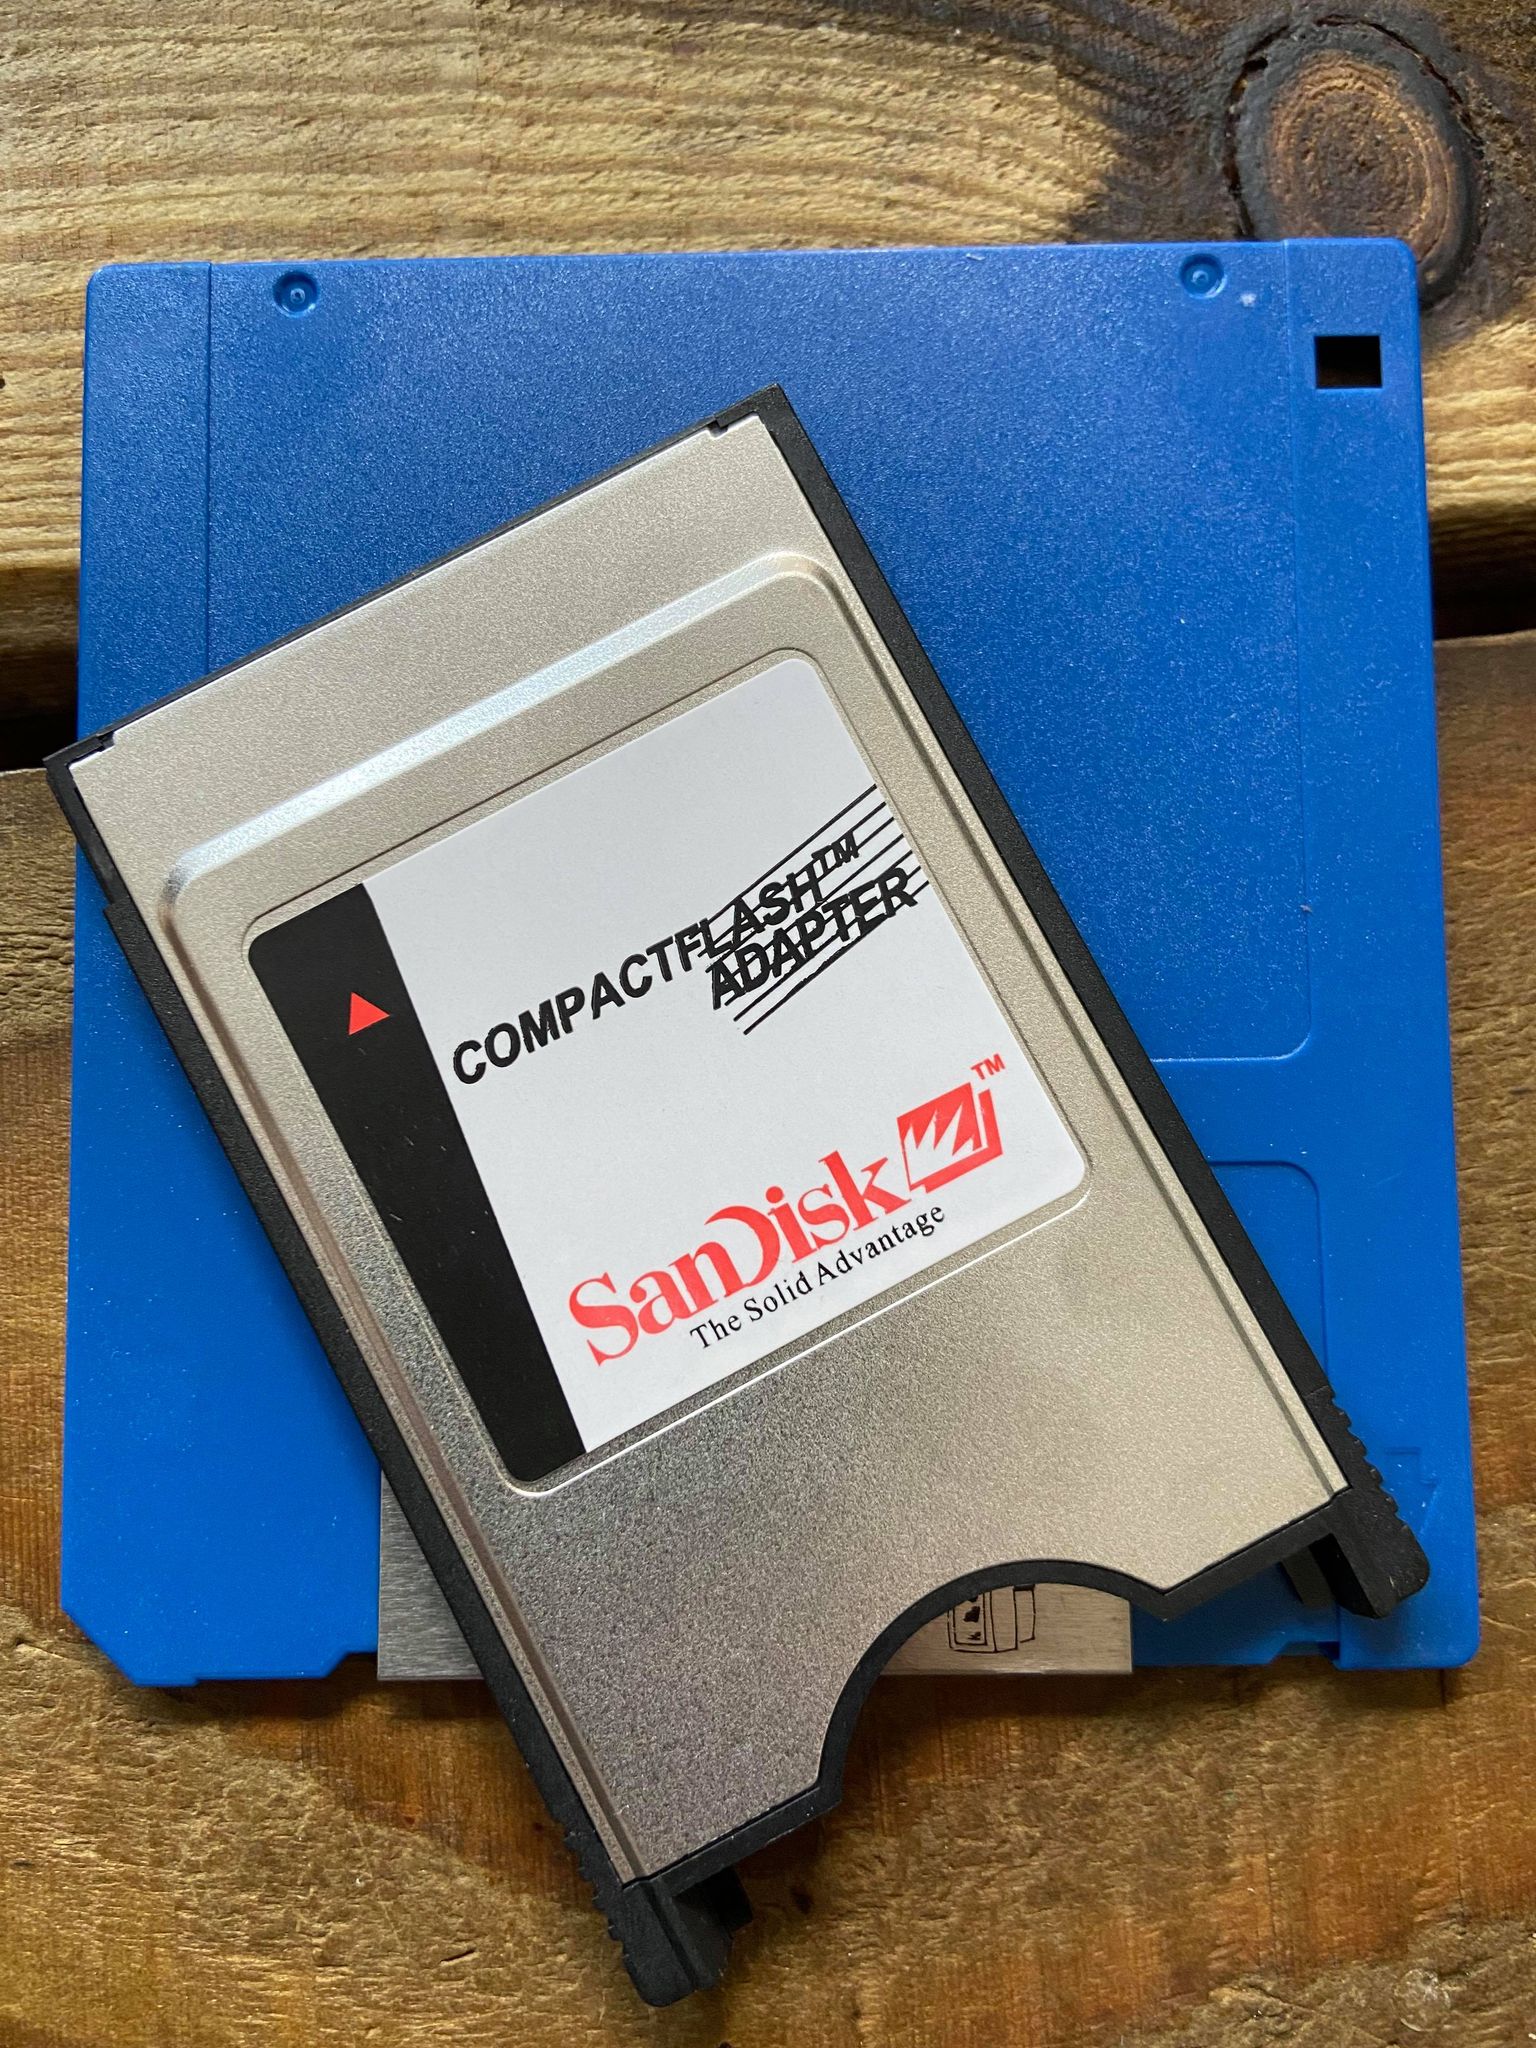 COMPACTFLASH™
ADAPTER
SanDisk™
The Solid Advantage